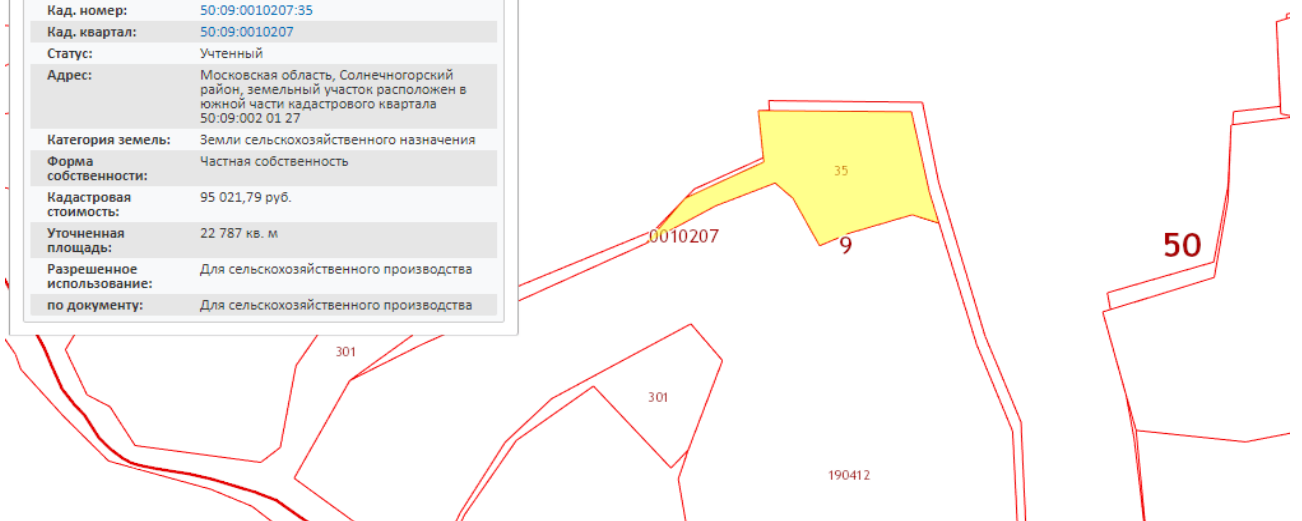 Кад. номер: 50:09:0010207:35
Кад. квартал: 50:09:0010207
Статус: Учтенный
Адрес: Московская область, Солнечногорский
район, земельный участок расположен в
южной части кадастрового квартала
50:09:002 01 27
Категория земель: Земли сельскохозяйственного назначения
Форма Частная собственность
собственности:
Кадастровая 95 021,79 руб.
стоимость:
Уточненная 22 787 кв. м
площадь:
Разрешенное Для сельскохозяйственного производства
использование:
по документу: Для сельскохозяйственного производства
35
0010207
9
50
301
301
190412